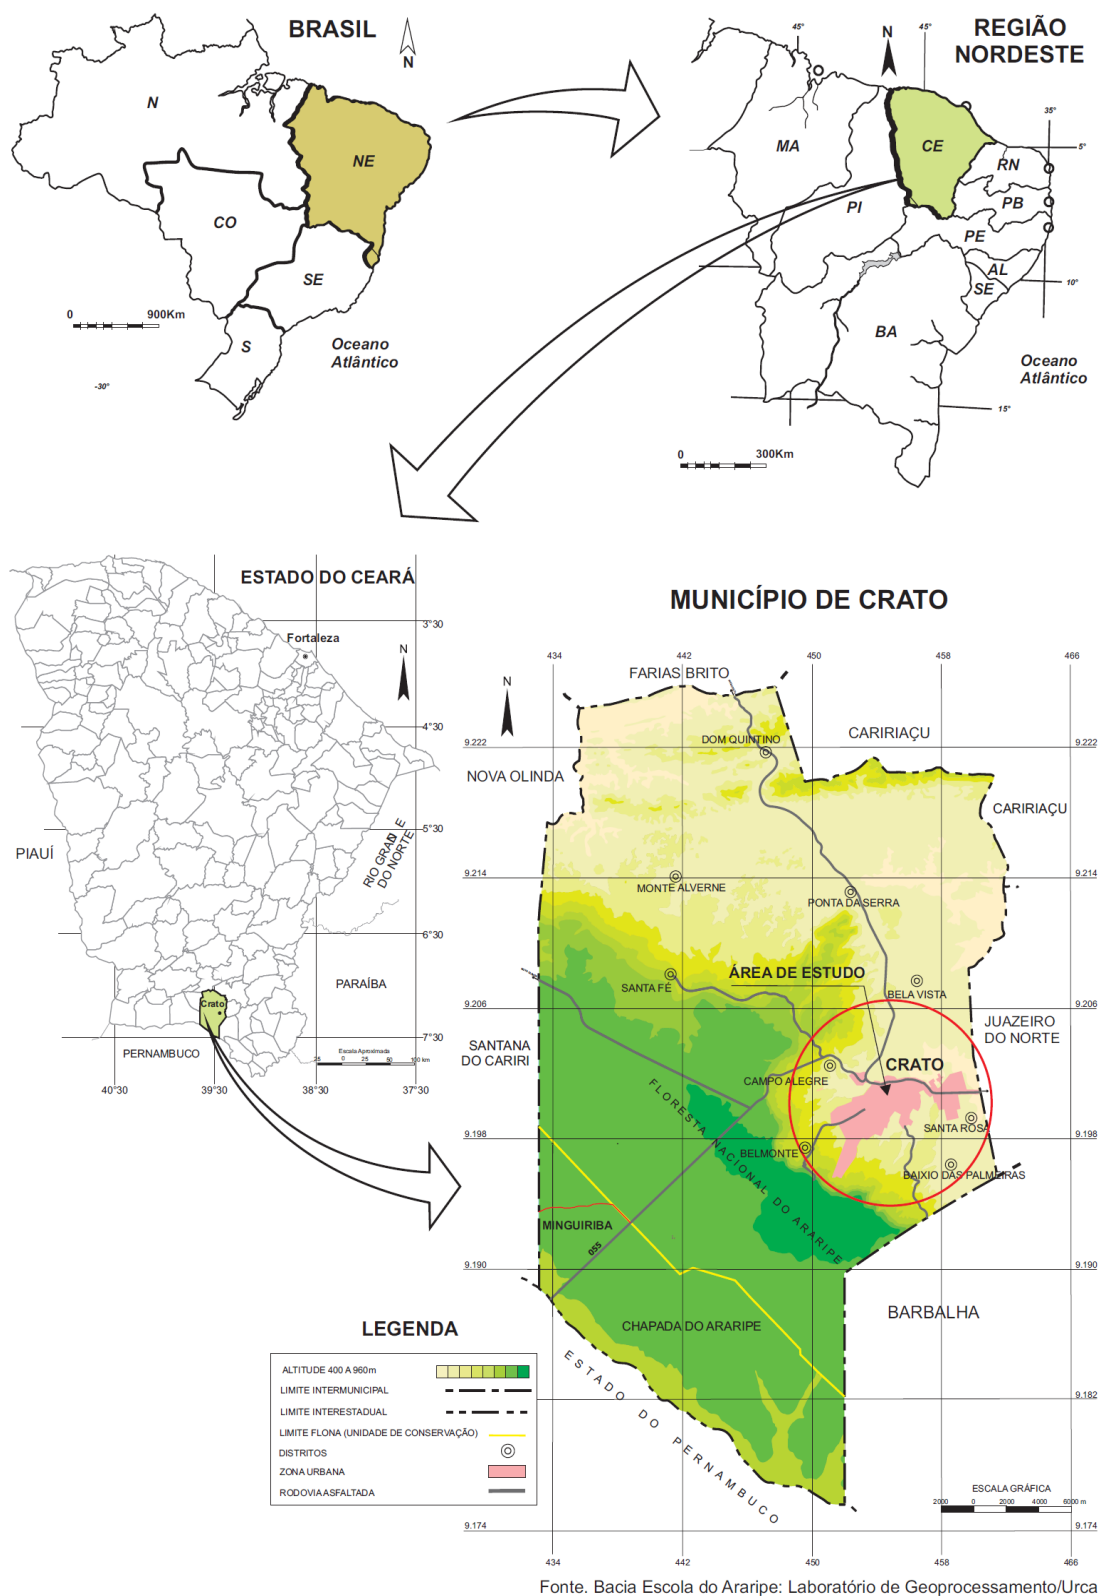 BRASIL
N
N
NE
CO
SE
S
0
900Km
Oceano
Atlântico
-30°
REGIÃO
NORDESTE
45°
N
45°
35°
5°
MA
CE
RN
PI
PB
PE
AL
SE
10°
BA
Oceano
Atlântico
15°
0
300Km
ESTADO DO CEARÁ
3°30
Fortaleza
N
4°30
5°30
PIAUÍ
RIO GRANDE
DO NORTE
6°30
PARAÍBA
Crato
7°30
PERNAMBUCO
Escala Aproximada
25 0 25 50 100 km
40°30
39°30
38°30
37°30
MUNICÍPIO DE CRATO
434
442
450
458
466
FARIAS BRITO
N
CARIRIAÇU
DOM QUINTINO
9.222
9.222
NOVA OLINDA
CARIRIAÇU
9.214
9.214
MONTE ALVERNE
PONTA DA SERRA
ÁREA DE ESTUDO
SANTA FÉ
BELA VISTA
9.206
9.206
JUAZEIRO
DO NORTE
SANTANA
DO CARIRI
CRATO
CAMPO ALEGRE
FLORESTA NACIONAL DO ARARIPE
SANTA ROSA
9.198
9.198
BELMONTE
BAIXIO DAS PALMEIRAS
MINGUIRIBA
055
9.190
9.190
BARBALHA
CHAPADA DO ARARIPE
ESTADO DO PERNAMBUCO
9.182
LEGENDA
ALTITUDE 400 A 960m
LIMITE INTERMUNICIPAL
LIMITE INTERESTADUAL
LIMITE FLONA (UNIDADE DE CONSERVAÇÃO)
DISTRITOS
ZONA URBANA
RODOVIA ASFALTADA
ESCALA GRÁFICA
2000 0 2000 4000 6000 m
9.174
9.174
434
442
450
458
466
Fonte. Bacia Escola do Araripe: Laboratório de Geoprocessamento/Urca